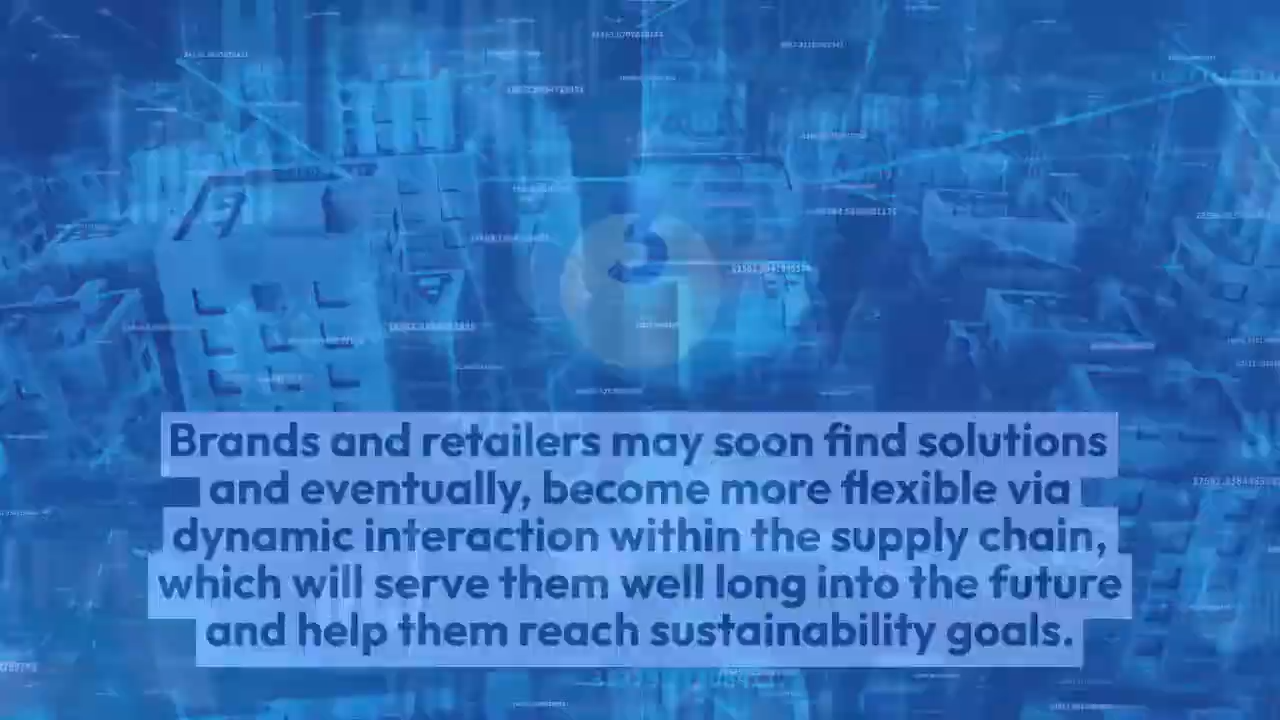 Brands and retailers may soon find solutions
and eventually, become more flexible via
dynamic interaction within the supply chain,
which will serve them well long into the future
and help them reach sustainability goals.